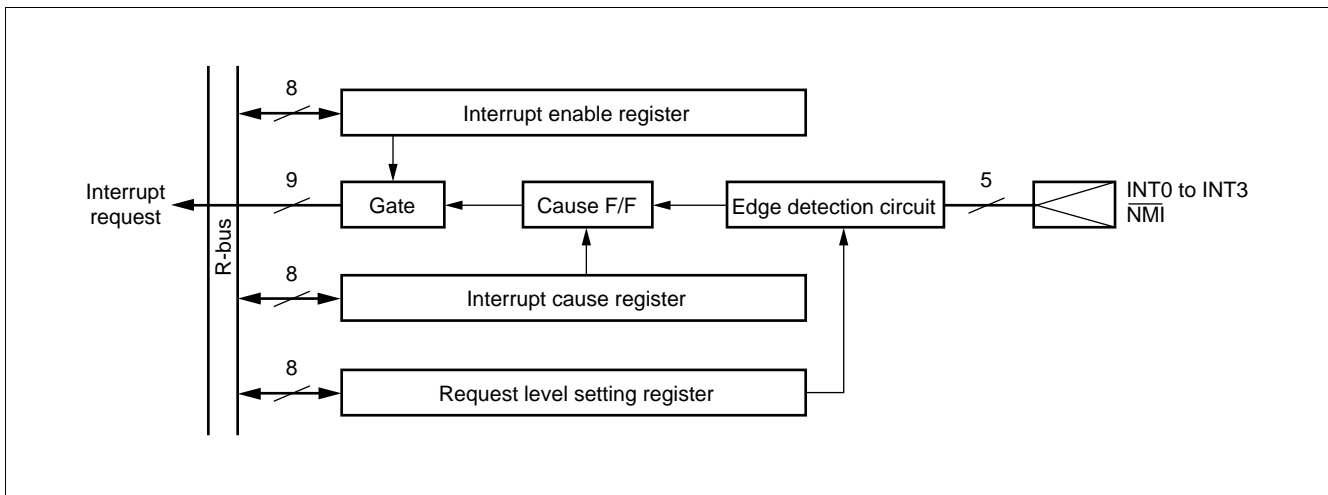 8
Interrupt enable register
Interrupt
request
9
Gate
Cause F/F
Edge detection circuit
5
INT0 to INT3
NMI
R-bus
8
Interrupt cause register
8
Request level setting register